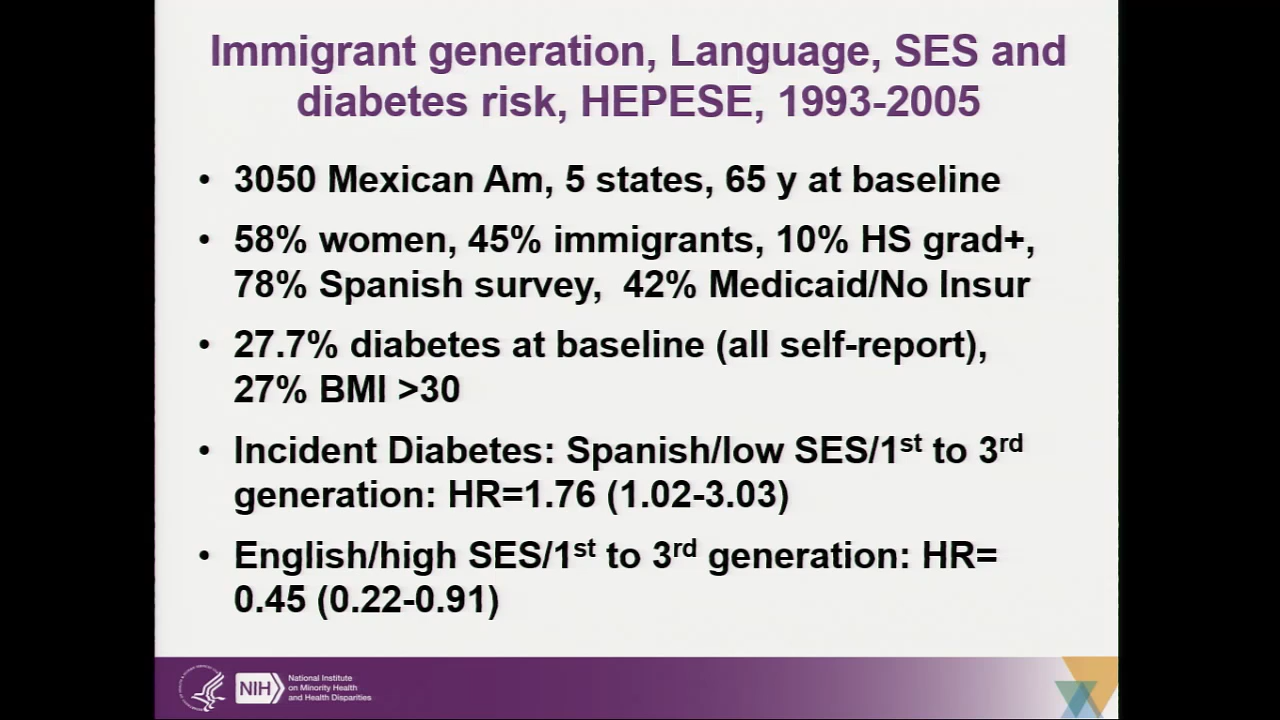 Immigrant generation, Language, SES and
diabetes risk, HEPESE, 1993-2005
• 3050 Mexican Am, 5 states, 65 y at baseline
• 58% women, 45% immigrants, 10% HS grad+,
78% Spanish survey,  42% Medicaid/No Insur
• 27.7% diabetes at baseline (all self-report),
27% BMI >30
• Incident Diabetes: Spanish/low SES/1st to 3rd
generation: HR=1.76 (1.02-3.03)
• English/high SES/1st to 3rd generation: HR=
0.45 (0.22-0.91)
NIH
National Institute
on Minority Health
and Health Disparities